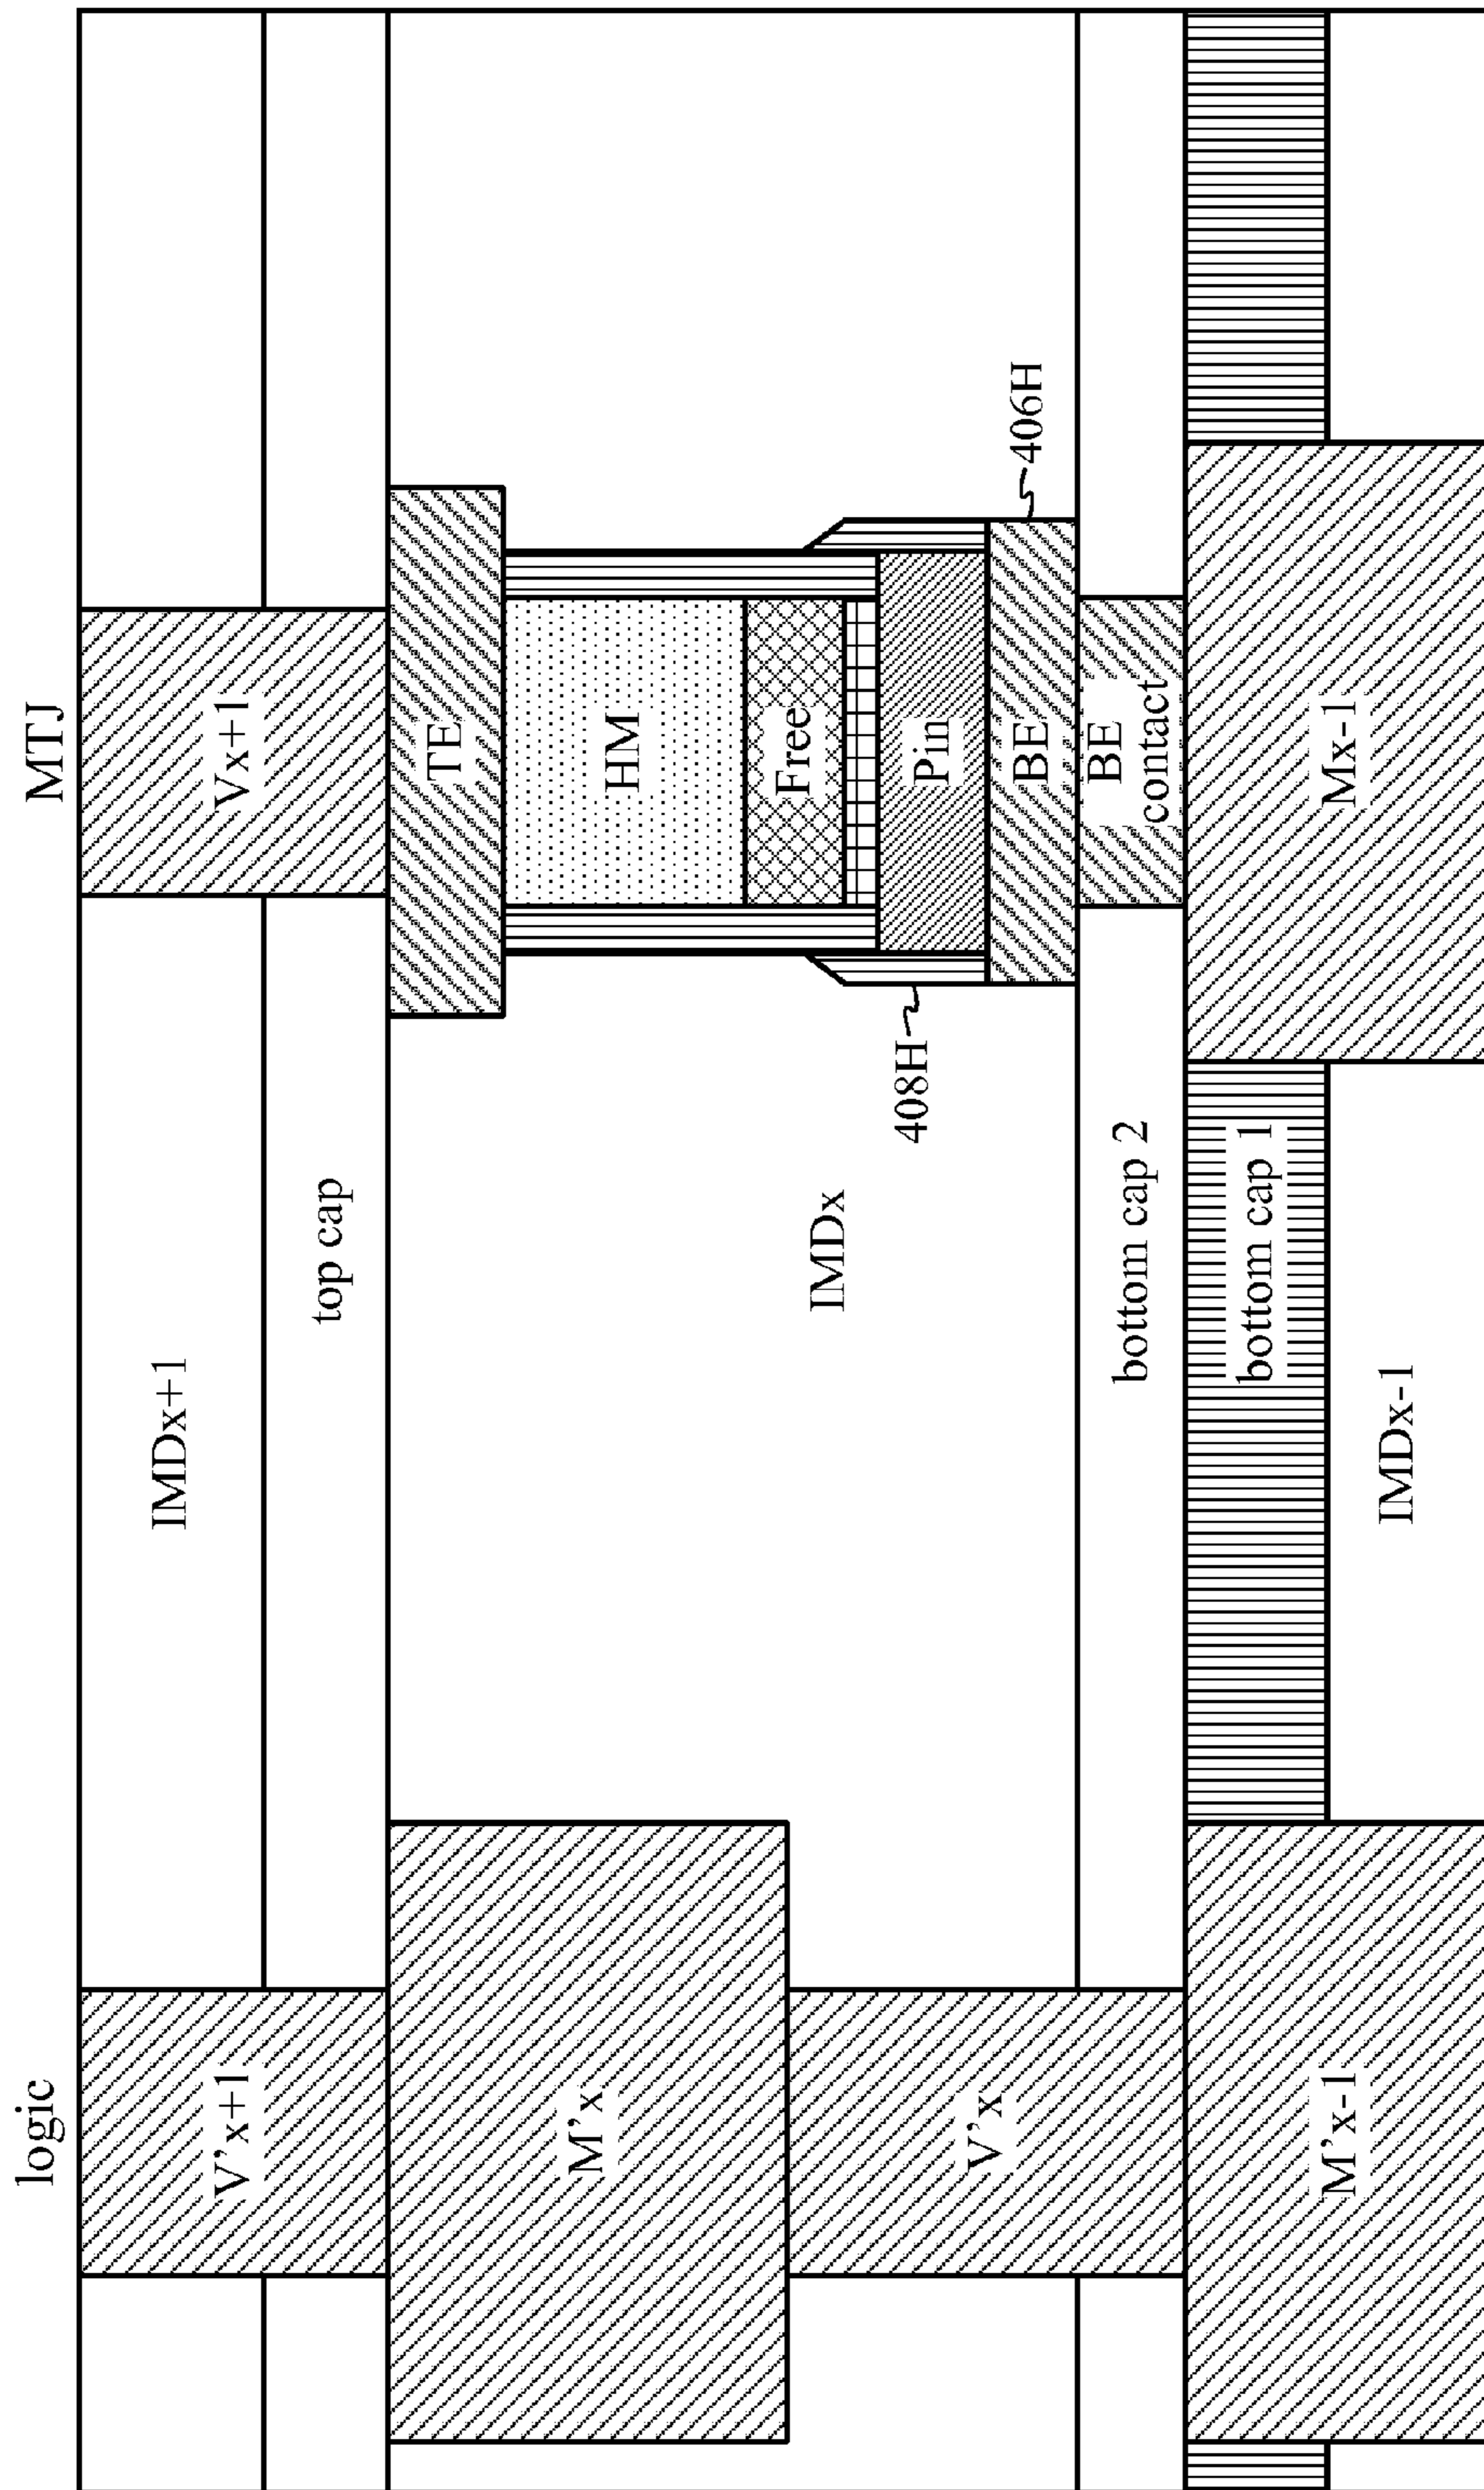 logic
MTJ
V'x+1
IMDx+1
Vx+1
top cap
TE
M'x
HM
Free
IMDx
408H
Pin
V'x
BE
406H
bottom cap 2
BE
contact
bottom cap 1
M'x-1
IMDx-1
Mx-1